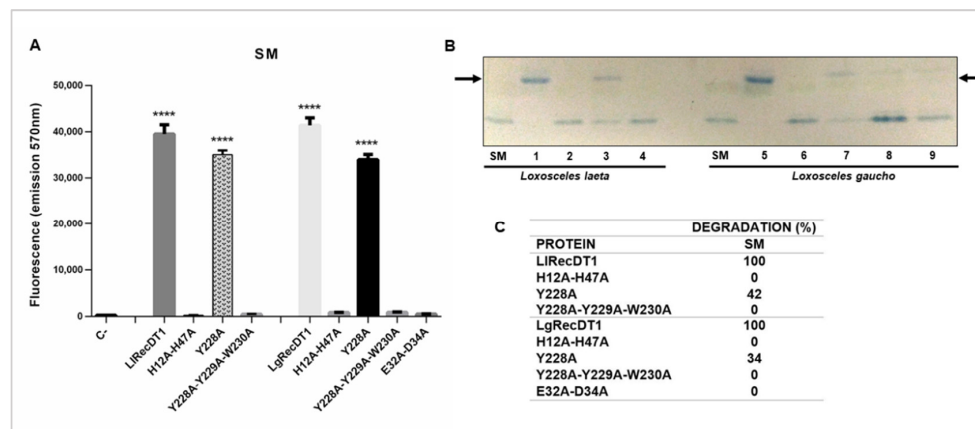 A
SM
Fluorescence (emission 570nm)
50,000
40,000
30,000
20,000
10,000
0
****
****
****
****
C-
LlRecDT1
H12A-H47A
Y228A
Y228A-Y229A-W230A
LgRecDT1
H12A-H47A
Y228A
Y228A-Y229A-W230A
E32A-D34A
B
SM 1 2 3 4 SM 5 6 7 8 9
Loxosceles laeta Loxosceles gaucho
C
DEGRADATION (%)
PROTEIN SM
LlRecDT1 100
H12A-H47A 0
Y228A 42
Y228A-Y229A-W230A 0
LgRecDT1 100
H12A-H47A 0
Y228A 34
Y228A-Y229A-W230A 0
E32A-D34A 0